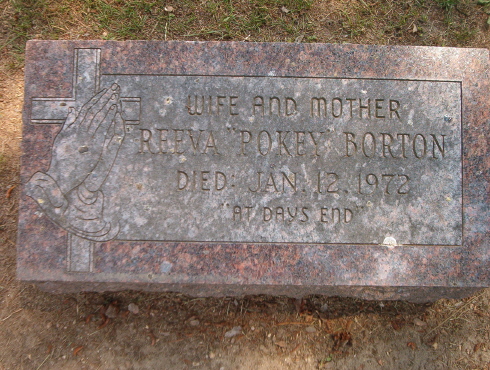 WIFE AND MOTHER
REEVA "POKEY" BORTON
DIED: JAN. 12, 1972
"AT DAYS END"